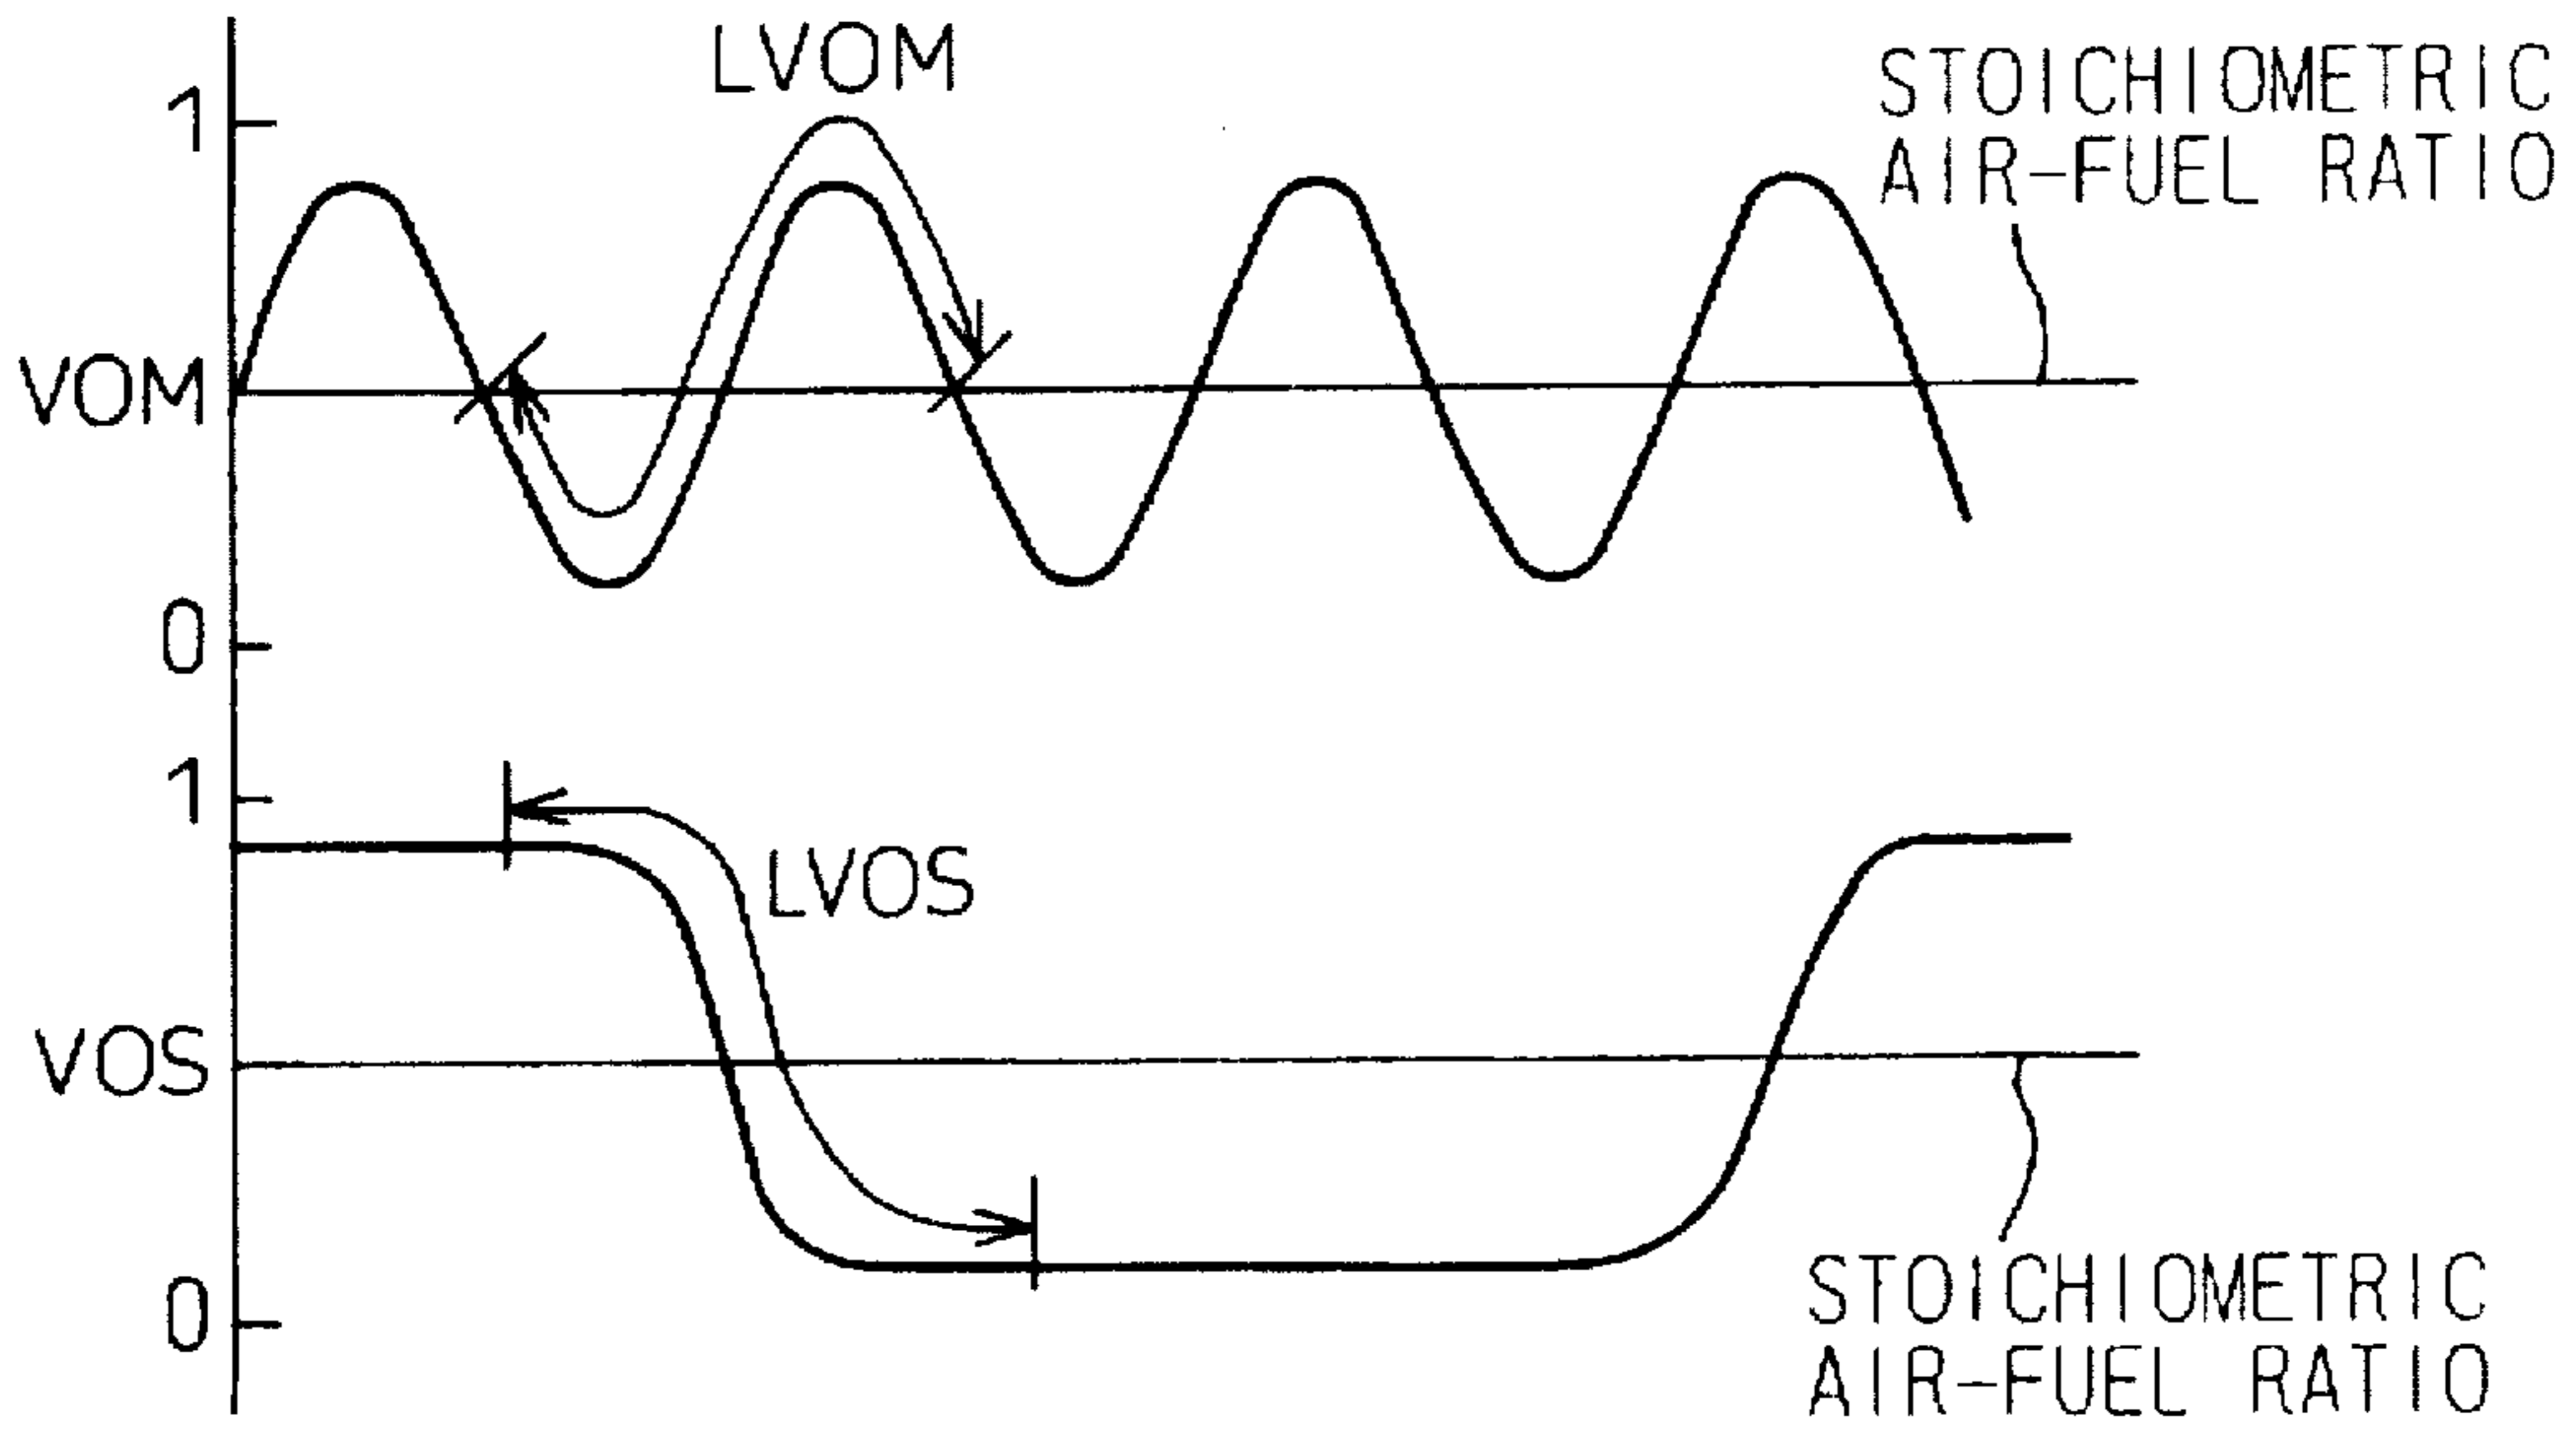 LVOM
STOICHIOMETRIC
AIR-FUEL RATIO
1
VOM
0
1
LVOS
VOS
0
STOICHIOMETRIC
AIR-FUEL RATIO